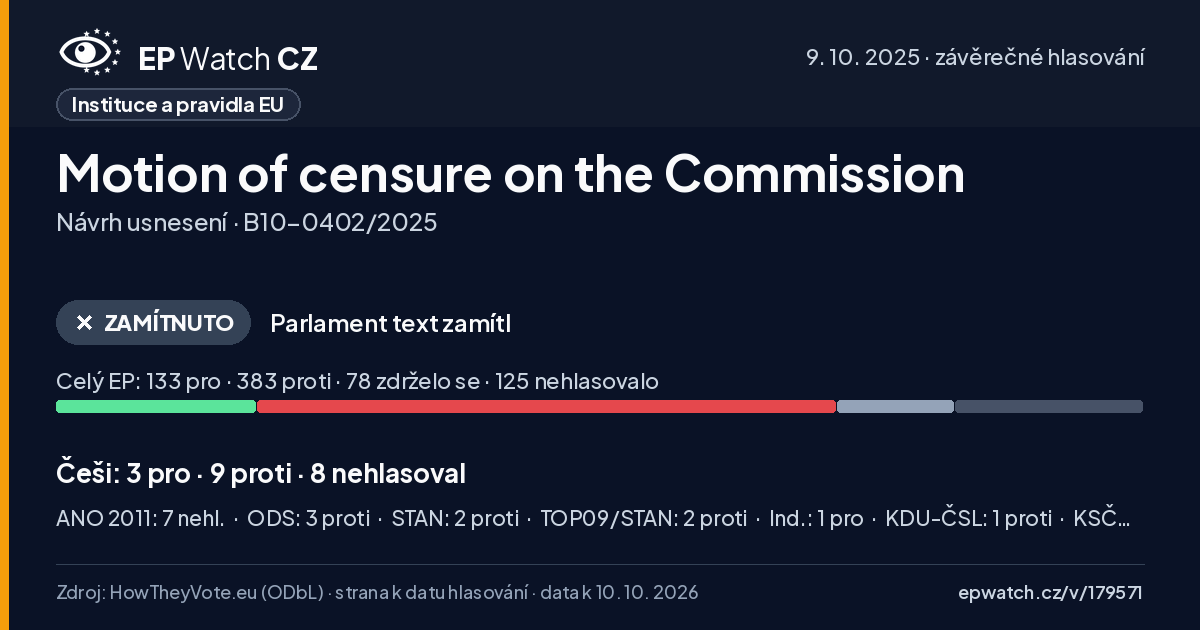 EP Watch CZ
9. 10. 2025 · závěrečné hlasování
Instituce a pravidla EU
Motion of censure on the Commission
Návrh usnesení · B10-0402/2025
✕ ZAMÍTNUTO
Parlament text zamítl
Celý EP: 133 pro · 383 proti · 78 zdrželo se · 125 nehlasovalo
Češi: 3 pro · 9 proti · 8 nehlasoval
ANO 2011: 7 nehl. · ODS: 3 proti · STAN: 2 proti · TOP09/STAN: 2 proti · Ind.: 1 pro · KDU-ČSL: 1 proti · KSČ…
Zdroj: HowTheyVote.eu (ODbL) · strana k datu hlasování · data k 10. 10. 2026
epwatch.cz/v/179571